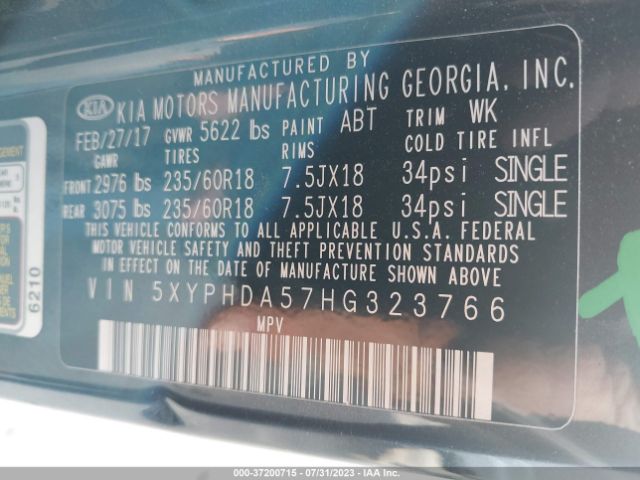 MANUFACTURED BY
KIA KIA MOTORS MANUFACTURING GEORGIA, INC.
FEB/27/17 GVWR 5622 lbs PAINT ABT TRIM WK
GAWR TIRES RIMS COLD TIRE INFL
FRONT 2976 lbs 235/60R18 7.5JX18 34psi SINGLE
REAR 3075 lbs 235/60R18 7.5JX18 34psi SINGLE
THIS VEHICLE CONFORMS TO ALL APPLICABLE U.S.A. FEDERAL
MOTOR VEHICLE SAFETY AND THEFT PREVENTION STANDARDS
IN EFFECT ON THE DATE OF MANUFACTURE SHOWN ABOVE.
VIN 5XYPHDA57HG323766
MPV
6210
000-37200715 - 07/31/2023 - IAA Inc.